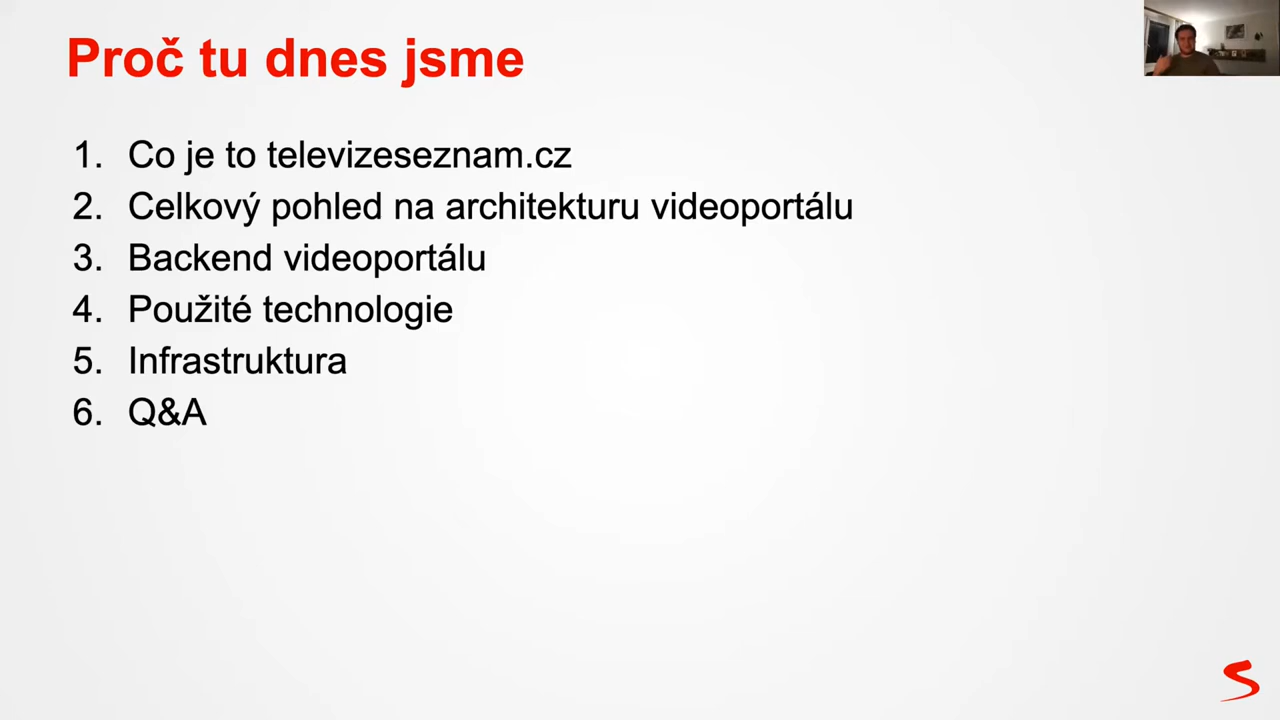 Proč tu dnes jsme
1. Co je to televizeseznam.cz
2. Celkový pohled na architekturu videoportálu
3. Backend videoportálu
4. Použité technologie
5. Infrastruktura
6. Q&A